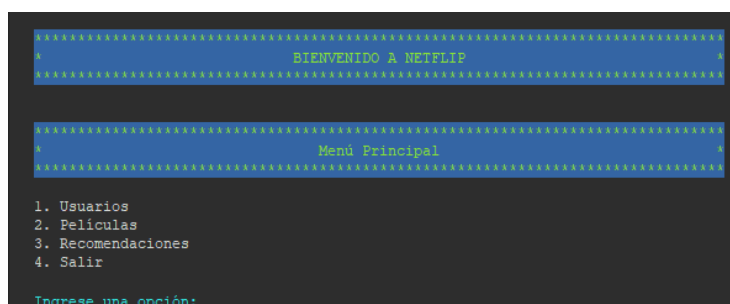 ********************************************************************************
* BIENVENIDO A NETFLIP *
********************************************************************************
********************************************************************************
* Menú Principal *
********************************************************************************
1. Usuarios
2. Películas
3. Recomendaciones
4. Salir
Ingrese una opción: